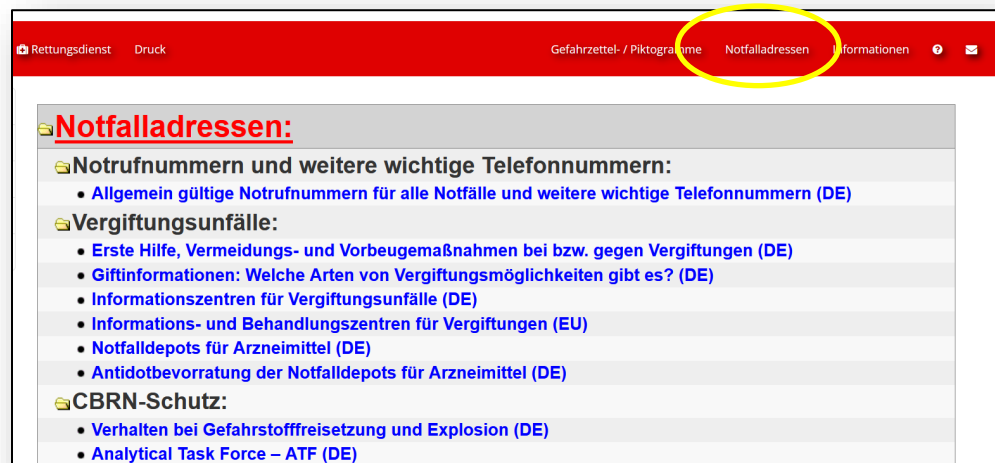 Rettungsdienst Druck Gefahrzettel- / Piktogramme Notfalladressen Informationen
Notfalladressen:
Notrufnummern und weitere wichtige Telefonnummern:
Allgemein gültige Notrufnummern für alle Notfälle und weitere wichtige Telefonnummern (DE)
Vergiftungsunfälle:
Erste Hilfe, Vermeidungs- und Vorbeugemaßnahmen bei bzw. gegen Vergiftungen (DE)
Giftinformationen: Welche Arten von Vergiftungsmöglichkeiten gibt es? (DE)
Informationszentren für Vergiftungsunfälle (DE)
Informations- und Behandlungszentren für Vergiftungen (EU)
Notfalldepots für Arzneimittel (DE)
Antidotbevorratung der Notfalldepots für Arzneimittel (DE)
CBRN-Schutz:
Verhalten bei Gefahrstofffreisetzung und Explosion (DE)
Analytical Task Force – ATF (DE)